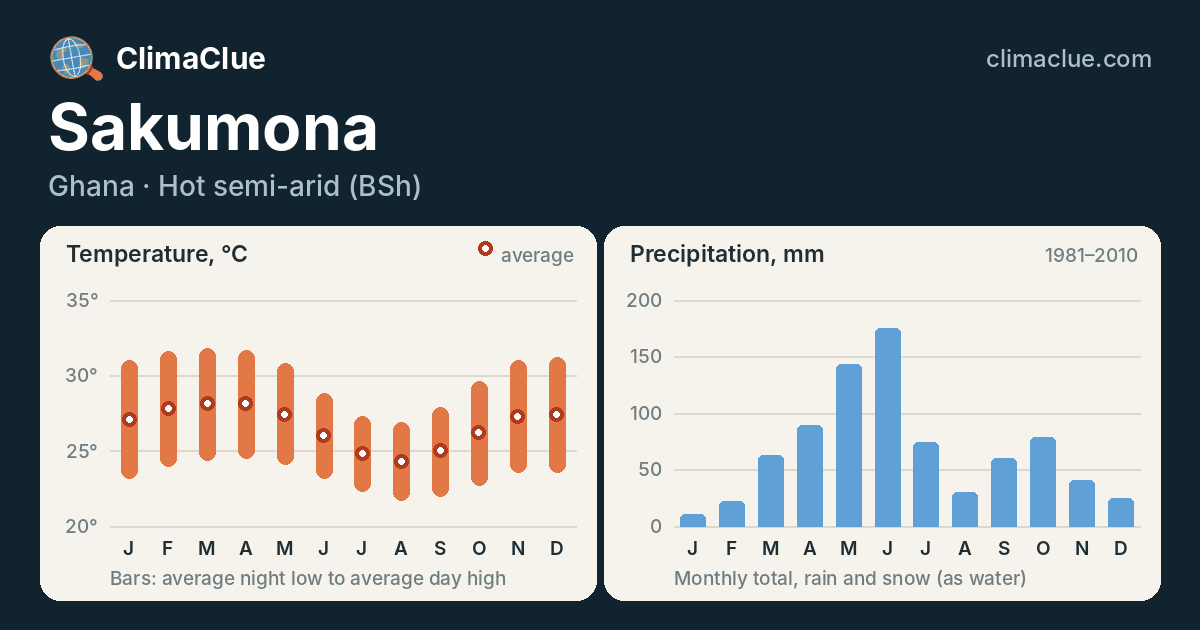 ClimaClue
climaclue.com
Sakumona
Ghana · Hot semi-arid (BSh)
Temperature, °C
average
35°
30°
25°
20°
J F M A M J J A S O N D
Bars: average night low to average day high
Precipitation, mm
1981–2010
200
150
100
50
0
J F M A M J J A S O N D
Monthly total, rain and snow (as water)